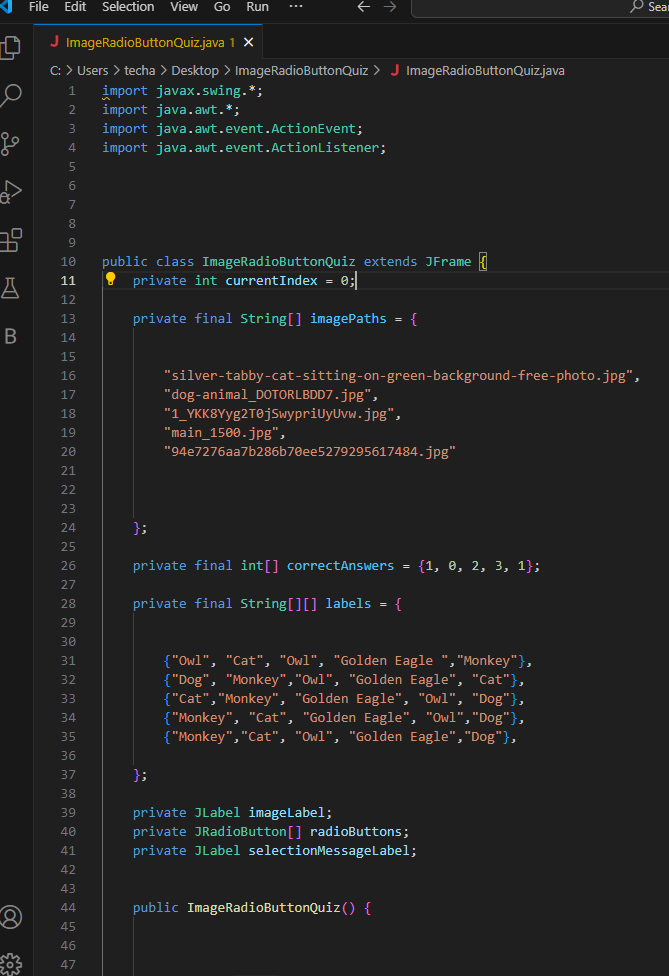 File Edit Selection View Go Run ··· ← → Sear
J ImageRadioButtonQuiz.java 1 ×
C: > Users > techa > Desktop > ImageRadioButtonQuiz > J ImageRadioButtonQuiz.java
1 import javax.swing.*;
2 import java.awt.*;
3 import java.awt.event.ActionEvent;
4 import java.awt.event.ActionListener;
5
6
7
8
9
10 public class ImageRadioButtonQuiz extends JFrame {
11 private int currentIndex = 0;
12
13 private final String[] imagePaths = {
14
15
16 "silver-tabby-cat-sitting-on-green-background-free-photo.jpg",
17 "dog-animal_DOTORLBDD7.jpg",
18 "1_YKK8Yyg2T0jSwypriUyUvw.jpg",
19 "main_1500.jpg",
20 "94e7276aa7b286b70ee5279295617484.jpg"
21
22
23
24 };
25
26 private final int[] correctAnswers = {1, 0, 2, 3, 1};
27
28 private final String[][] labels = {
29
30
31 {"Owl", "Cat", "Owl", "Golden Eagle ","Monkey"},
32 {"Dog", "Monkey","Owl", "Golden Eagle", "Cat"},
33 {"Cat","Monkey", "Golden Eagle", "Owl", "Dog"},
34 {"Monkey", "Cat", "Golden Eagle", "Owl","Dog"},
35 {"Monkey","Cat", "Owl", "Golden Eagle","Dog"},
36
37 };
38
39 private JLabel imageLabel;
40 private JRadioButton[] radioButtons;
41 private JLabel selectionMessageLabel;
42
43
44 public ImageRadioButtonQuiz() {
45
46
47
B